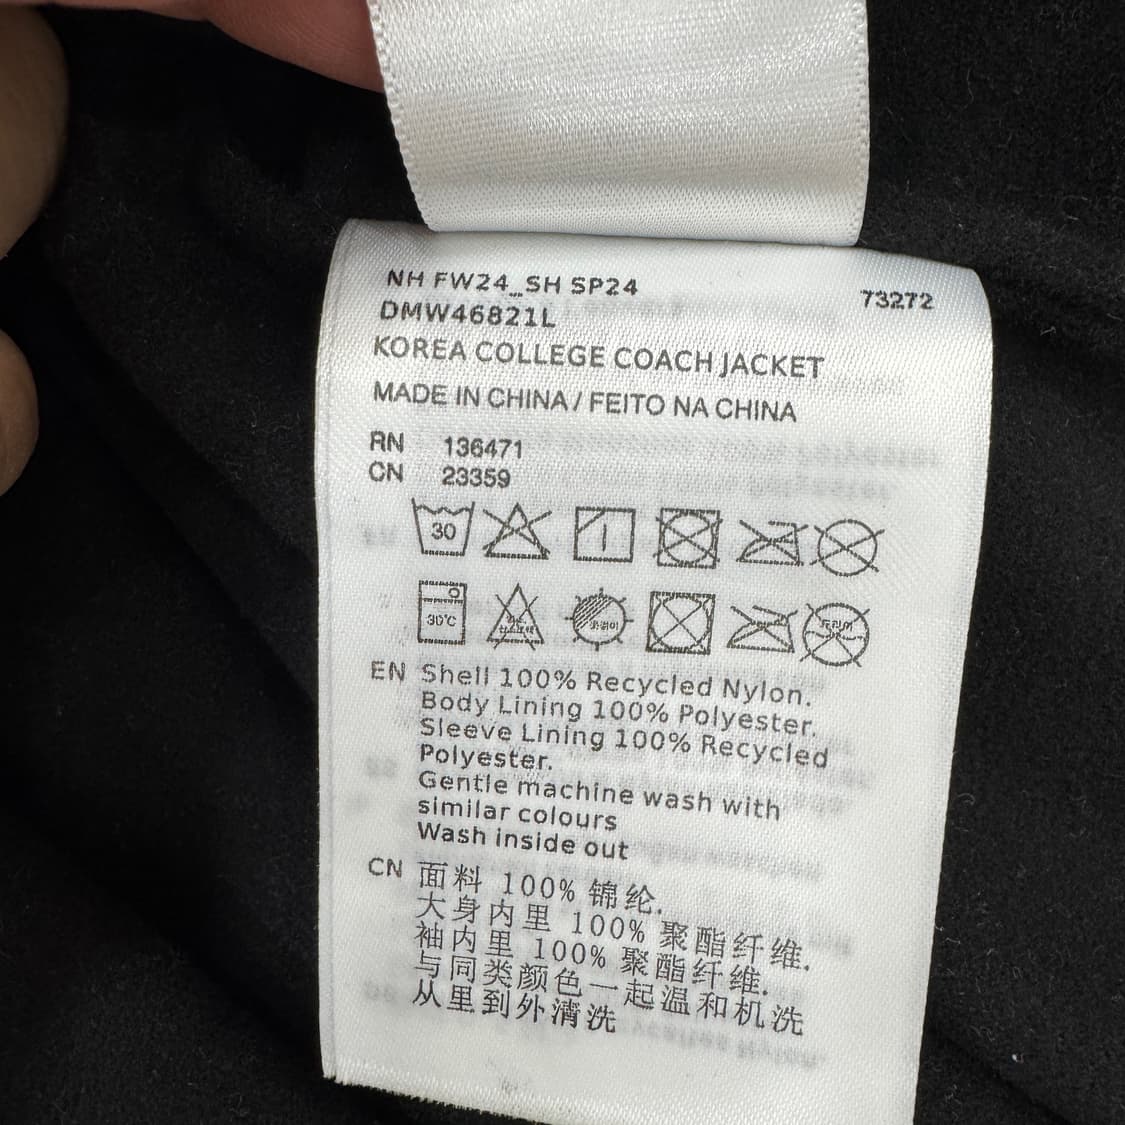 NH FW24_SH SP24 73272
DMW46821L
KOREA COLLEGE COACH JACKET
MADE IN CHINA / FEITO NA CHINA
RN 136471
CN 23359
30
30℃
드라이
EN Shell 100% Recycled Nylon.
Body Lining 100% Polyester.
Sleeve Lining 100% Recycled
Polyester.
Gentle machine wash with
similar colours
Wash inside out
CN 面料 100% 锦纶.
大身内里 100% 聚酯纤维.
袖内里 100% 聚酯纤维.
与同类颜色一起温和机洗
从里到外清洗